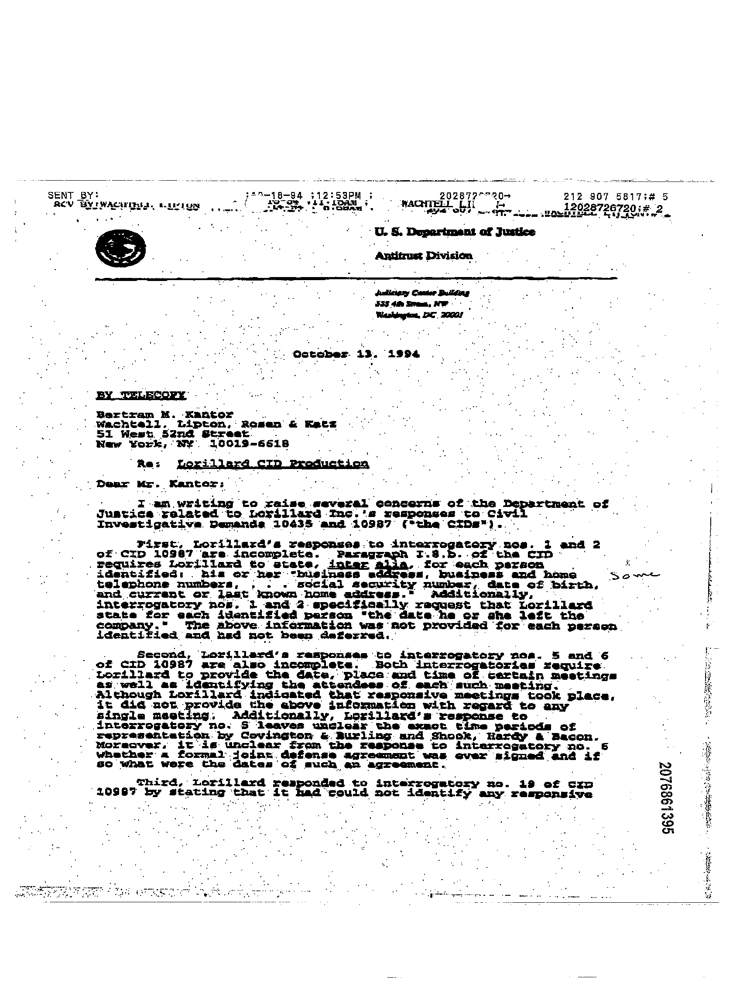 SENT BY: 10-18-94 ;12:53PM ; 212 907 5817;# 5
RCV BY:WACHTELL, LIPTON WACHTELL LI 12028726720;# 2
U. S. Department of Justice
Antitrust Division
Judiciary Center Building
555 4th Street, NW
Washington, DC 20001
October 13, 1994
BY TELECOPY
Bertram M. Kantor
Wachtell, Lipton, Rosen & Katz
51 West 52nd Street
New York, NY 10019-6618
Re: Lorillard CID Production
Dear Mr. Kantor:
I am writing to raise several concerns of the Department of
Justice related to Lorillard Inc.'s responses to Civil
Investigative Demands 10435 and 10987 ("the CIDs").
First, Lorillard's responses to interrogatory nos. 1 and 2
of CID 10987 are incomplete. Paragraph I.8.b. of the CID
requires Lorillard to state, inter alia, for each person
identified: his or her "business address, business and home
telephone numbers, . . . social security number, date of birth,
and current or last known home address." Additionally,
interrogatory nos. 1 and 2 specifically request that Lorillard
state for each identified person "the date he or she left the
company." The above information was not provided for each person
identified and had not been deferred.
Some
Second, Lorillard's responses to interrogatory nos. 5 and 6
of CID 10987 are also incomplete. Both interrogatories require
Lorillard to provide the date, place and time of certain meetings
as well as identifying the attendees of each such meeting.
Although Lorillard indicated that responsive meetings took place,
it did not provide the above information with regard to any
single meeting. Additionally, Lorillard's response to
interrogatory no. 5 leaves unclear the exact time periods of
representation by Covington & Burling and Shook, Hardy & Bacon.
Moreover, it is unclear from the response to interrogatory no. 6
whether a formal joint defense agreement was ever signed and if
so what were the dates of such an agreement.
Third, Lorillard responded to interrogatory no. 19 of CID
10987 by stating that it had could not identify any responsive
2076861395